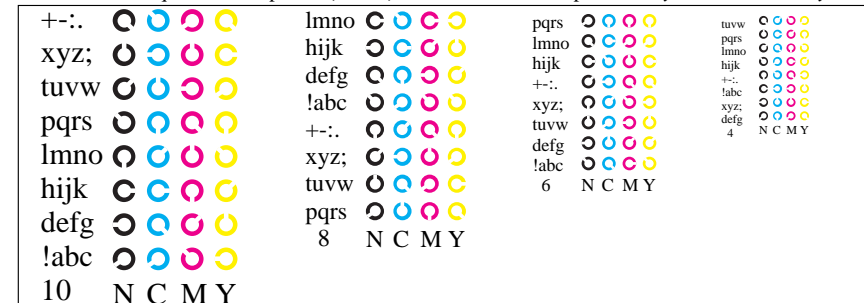 +-:.
xyz;
tuvw
pqrs
lmno
hijk
defg
!abc
10 N C M Y
lmno
hijk
defg
!abc
+-:.
xyz;
tuvw
pqrs
8 N C M Y
pqrs
lmno
hijk
+-:.
xyz;
tuvw
defg
!abc
6 N C M Y
tuvw
pqrs
lmno
hijk
+-:.
!abc
xyz;
defg
4 N C M Y